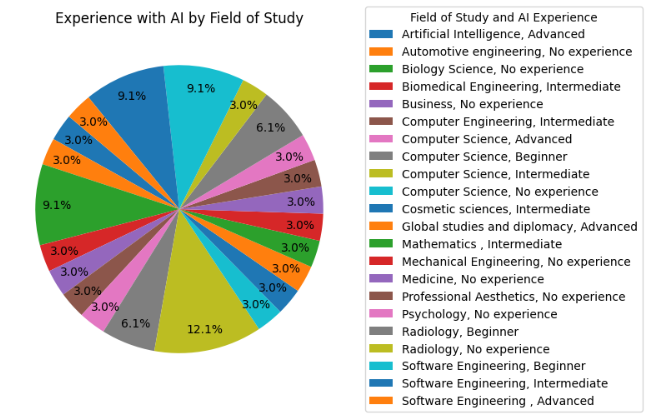 Experience with AI by Field of Study
9.1%
9.1%
3.0%
3.0%
6.1%
3.0%
3.0%
3.0%
3.0%
3.0%
9.1%
3.0%
3.0%
3.0%
3.0%
3.0%
3.0%
3.0%
3.0%
3.0%
6.1%
12.1%
Field of Study and AI Experience
Artificial Intelligence, Advanced
Automotive engineering, No experience
Biology Science, No experience
Biomedical Engineering, Intermediate
Business, No experience
Computer Engineering, Intermediate
Computer Science, Advanced
Computer Science, Beginner
Computer Science, Intermediate
Computer Science, No experience
Cosmetic sciences, Intermediate
Global studies and diplomacy, Advanced
Mathematics , Intermediate
Mechanical Engineering, No experience
Medicine, No experience
Professional Aesthetics, No experience
Psychology, No experience
Radiology, Beginner
Radiology, No experience
Software Engineering, Beginner
Software Engineering, Intermediate
Software Engineering , Advanced